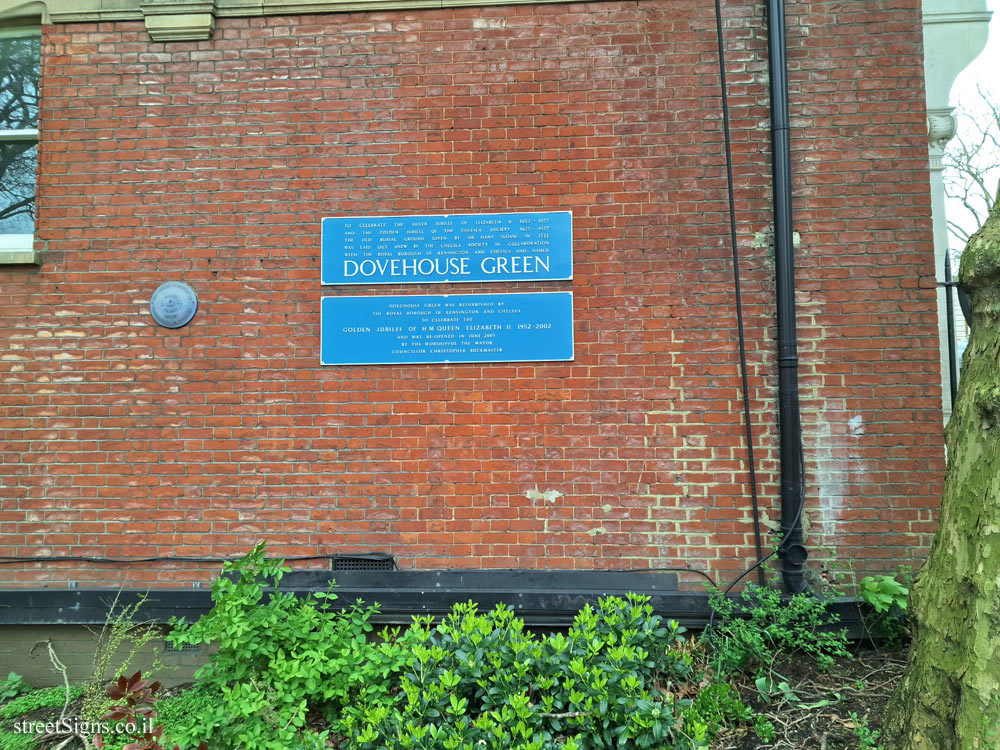 TO CELEBRATE THE SILVER JUBILEE OF ELIZABETH II 1952-1977
AND THE GOLDEN JUBILEE OF THE CHELSEA SOCIETY 1927-1977
THE OLD BURIAL GROUND GIVEN BY SIR HANS SLOANE IN 1733
WAS LAID OUT ANEW BY THE CHELSEA SOCIETY IN COLLABORATION
WITH THE ROYAL BOROUGH OF KENSINGTON AND CHELSEA AND NAMED
DOVEHOUSE GREEN
DOVEHOUSE GREEN WAS REFURBISHED BY
THE ROYAL BOROUGH OF KENSINGTON AND CHELSEA
TO CELEBRATE THE
GOLDEN JUBILEE OF H M QUEEN ELIZABETH II 1952-2002
AND WAS RE-OPENED IN JUNE 2003
BY THE WORSHIPFUL THE MAYOR
COUNCILLOR CHRISTOPHER BUCKMASTER
1979
streetSigns.co.il